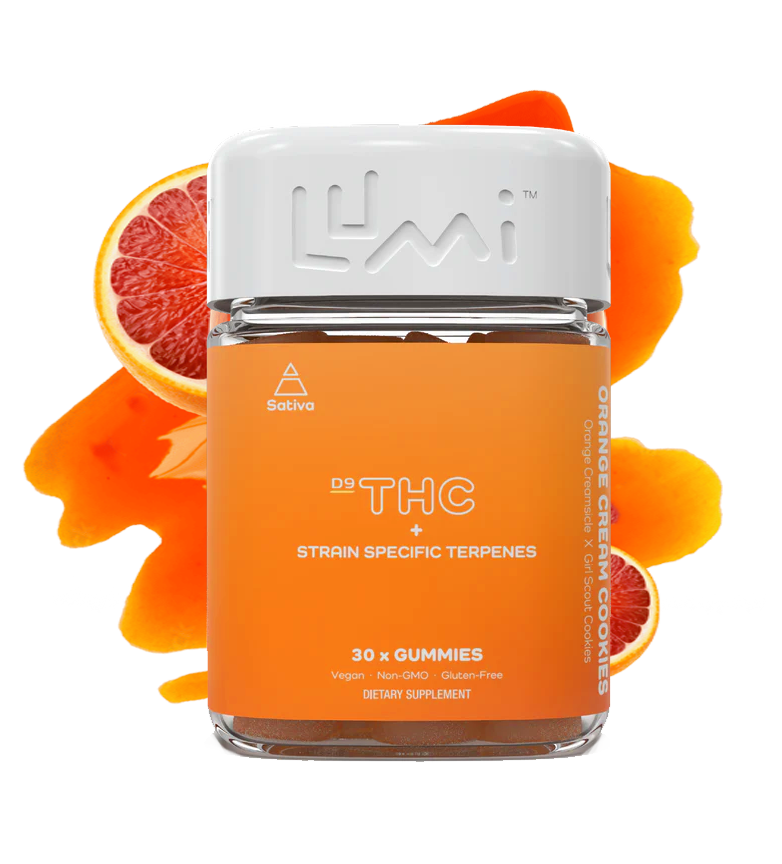 LUMi™
Sativa
D9 THC
+
STRAIN SPECIFIC TERPENES
30 x GUMMIES
Vegan · Non-GMO · Gluten-Free
DIETARY SUPPLEMENT
ORANGE CREAM COOKIES
Orange Creamsicle X Girl Scout Cookies